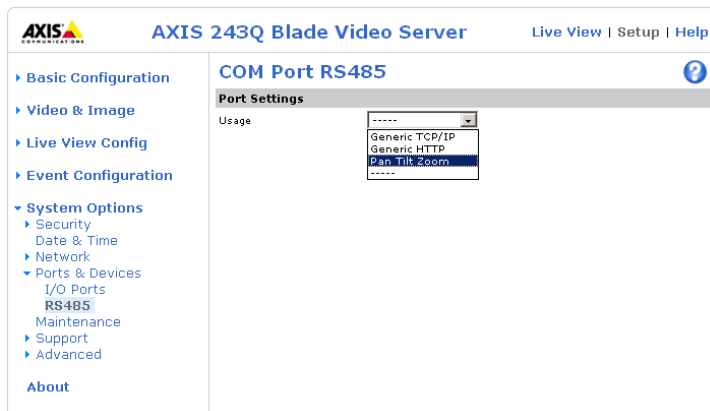 AXIS COMMUNICATIONS
AXIS 243Q Blade Video Server
Live View | Setup | Help
Basic Configuration
Video & Image
Live View Config
Event Configuration
System Options
Security
Date & Time
Network
Ports & Devices
I/O Ports
RS485
Maintenance
Support
Advanced
About
COM Port RS485
?
Port Settings
Usage
-----
Generic TCP/IP
Generic HTTP
Pan Tilt Zoom
-----